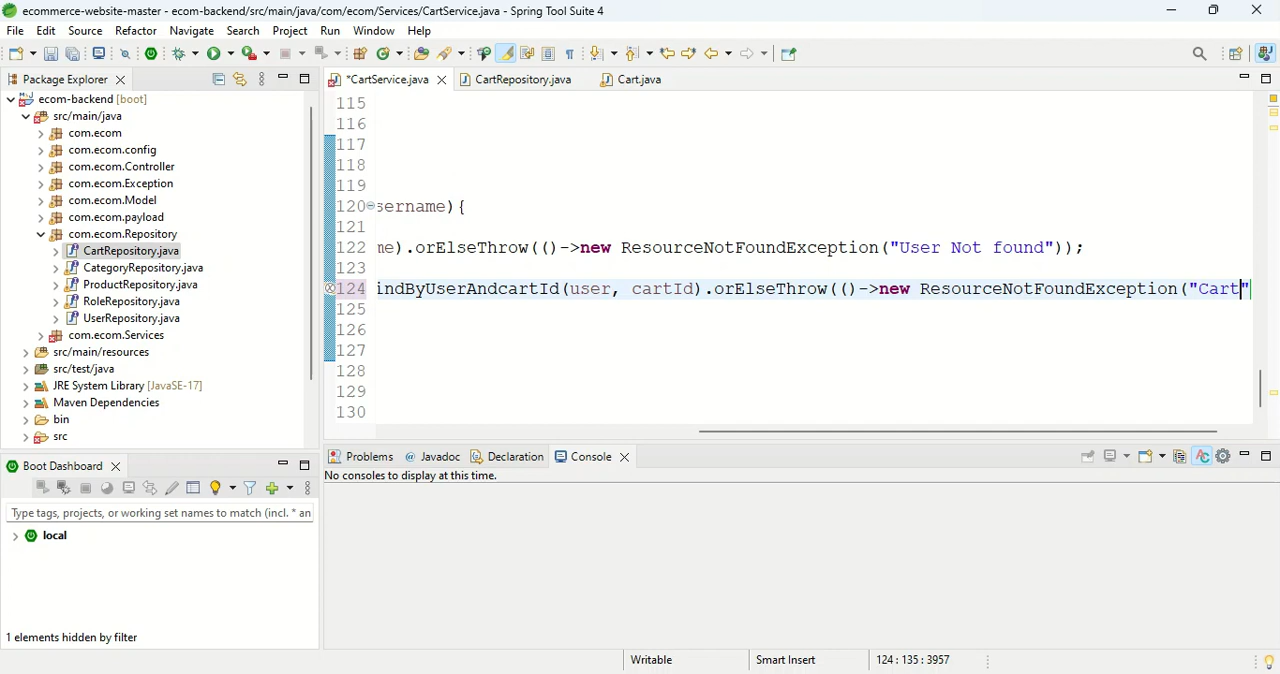 ecommerce-website-master - ecom-backend/src/main/java/com/ecom/Services/CartService.java - Spring Tool Suite 4
File Edit Source Refactor Navigate Search Project Run Window Help
Package Explorer
*CartService.java CartRepository.java Cart.java
ecom-backend [boot]
src/main/java
com.ecom
com.ecom.config
com.ecom.Controller
com.ecom.Exception
com.ecom.Model
com.ecom.payload
com.ecom.Repository
CartRepository.java
CategoryRepository.java
ProductRepository.java
RoleRepository.java
UserRepository.java
com.ecom.Services
src/main/resources
src/test/java
JRE System Library [JavaSE-17]
Maven Dependencies
bin
src
115
116
117
118
119
120 sername){
121
122 me).orElseThrow(()->new ResourceNotFoundException("User Not found"));
123
124 indByUserAndcartId(user, cartId).orElseThrow(()->new ResourceNotFoundException("Cart"
125
126
127
128
129
130
Boot Dashboard
Type tags, projects, or working set names to match (incl. * an
local
1 elements hidden by filter
Problems @ Javadoc Declaration Console
No consoles to display at this time.
Writable Smart Insert 124 : 135 : 3957